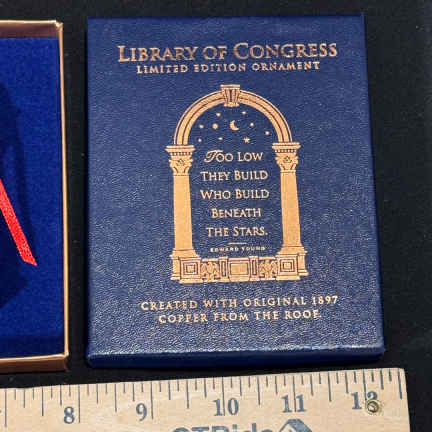 LIBRARY OF CONGRESS
LIMITED EDITION ORNAMENT
TOO LOW
THEY BUILD
WHO BUILD
BENEATH
THE STARS.
EDWARD YOUNG
CREATED WITH ORIGINAL 1897
COPPER FROM THE ROOF.
8 9 10 11 12